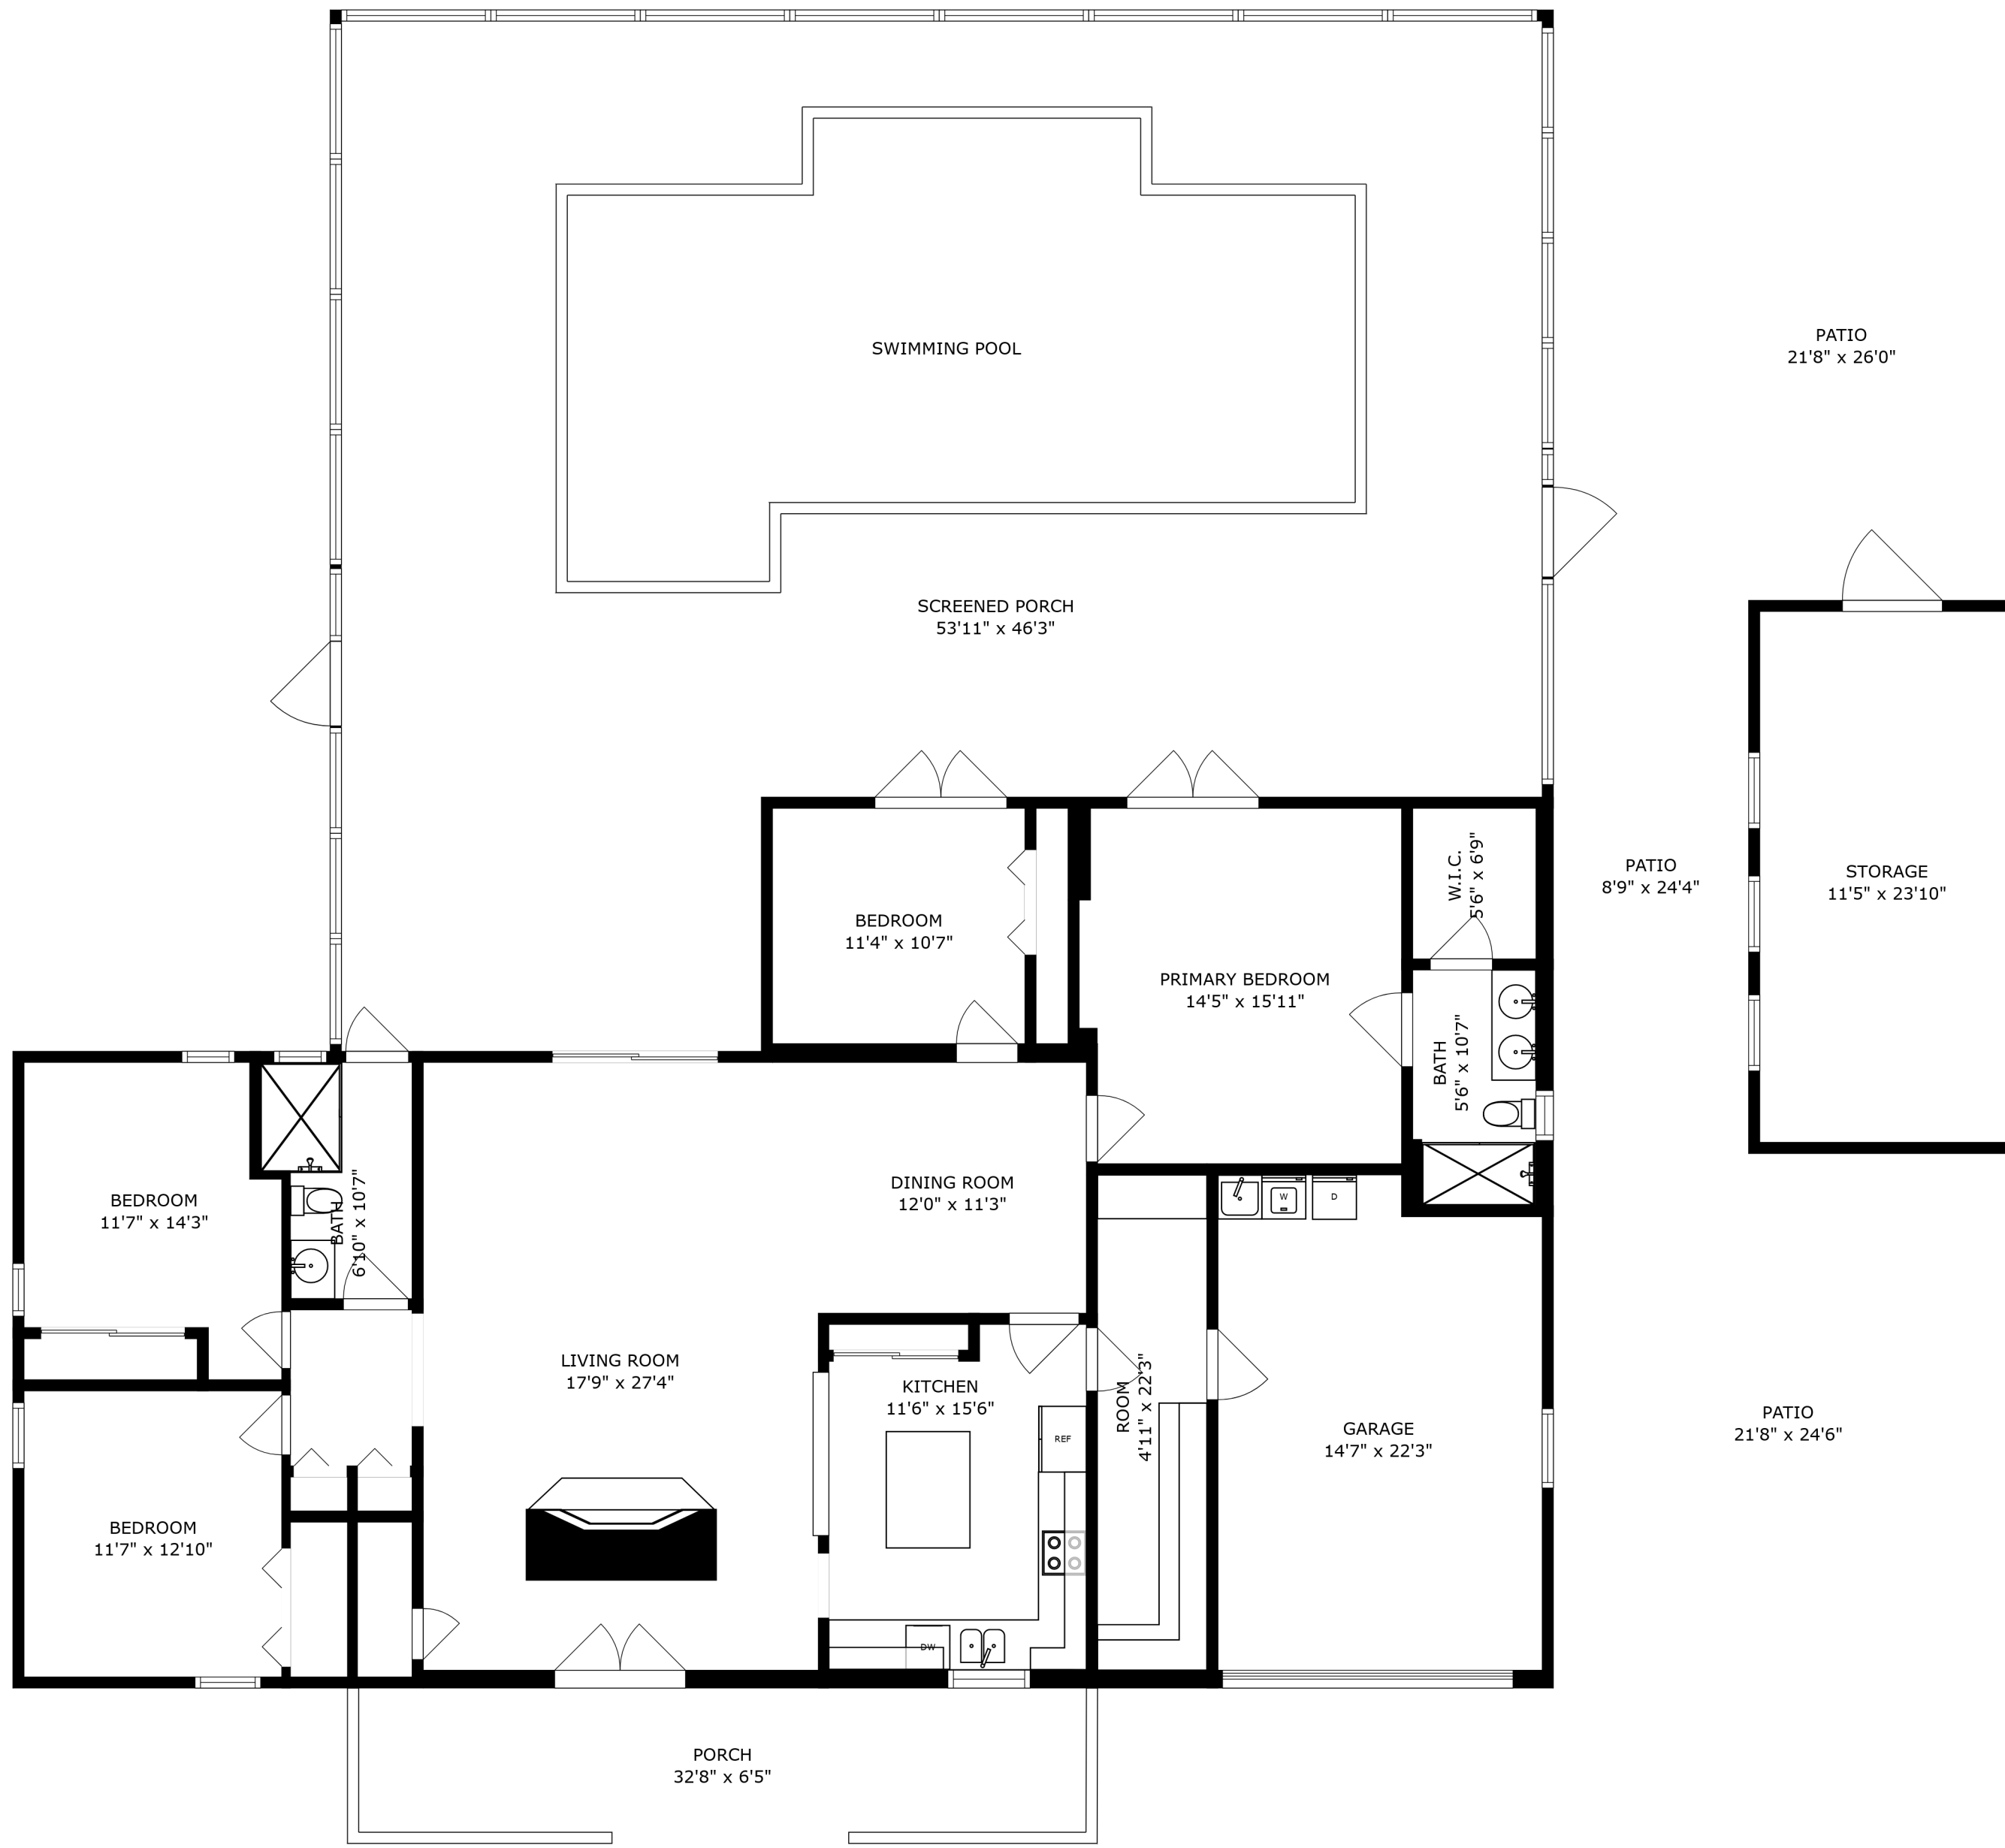 SWIMMING POOL
PATIO
21'8" x 26'0"
SCREENED PORCH
53'11" x 46'3"
BEDROOM
11'4" x 10'7"
PRIMARY BEDROOM
14'5" x 15'11"
W.I.C.
5'6" x 6'9"
PATIO
8'9" x 24'4"
STORAGE
11'5" x 23'10"
BATH
5'6" x 10'7"
BEDROOM
11'7" x 14'3"
BATH
6'10" x 10'7"
DINING ROOM
12'0" x 11'3"
W
D
LIVING ROOM
17'9" x 27'4"
KITCHEN
11'6" x 15'6"
REF
ROOM
4'11" x 22'3"
GARAGE
14'7" x 22'3"
PATIO
21'8" x 24'6"
BEDROOM
11'7" x 12'10"
DW
PORCH
32'8" x 6'5"